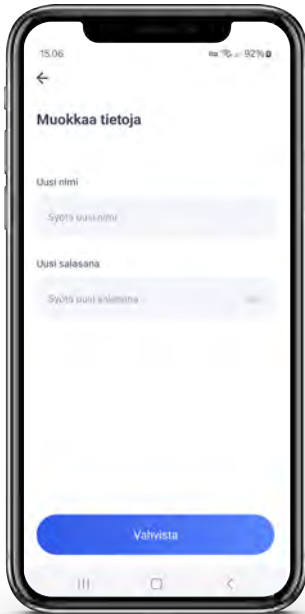 15.06 92%
Muokkaa tietoja
Uusi nimi
Syötä uusi nimi
Uusi salasana
Syötä uusi salasana
Vahvista